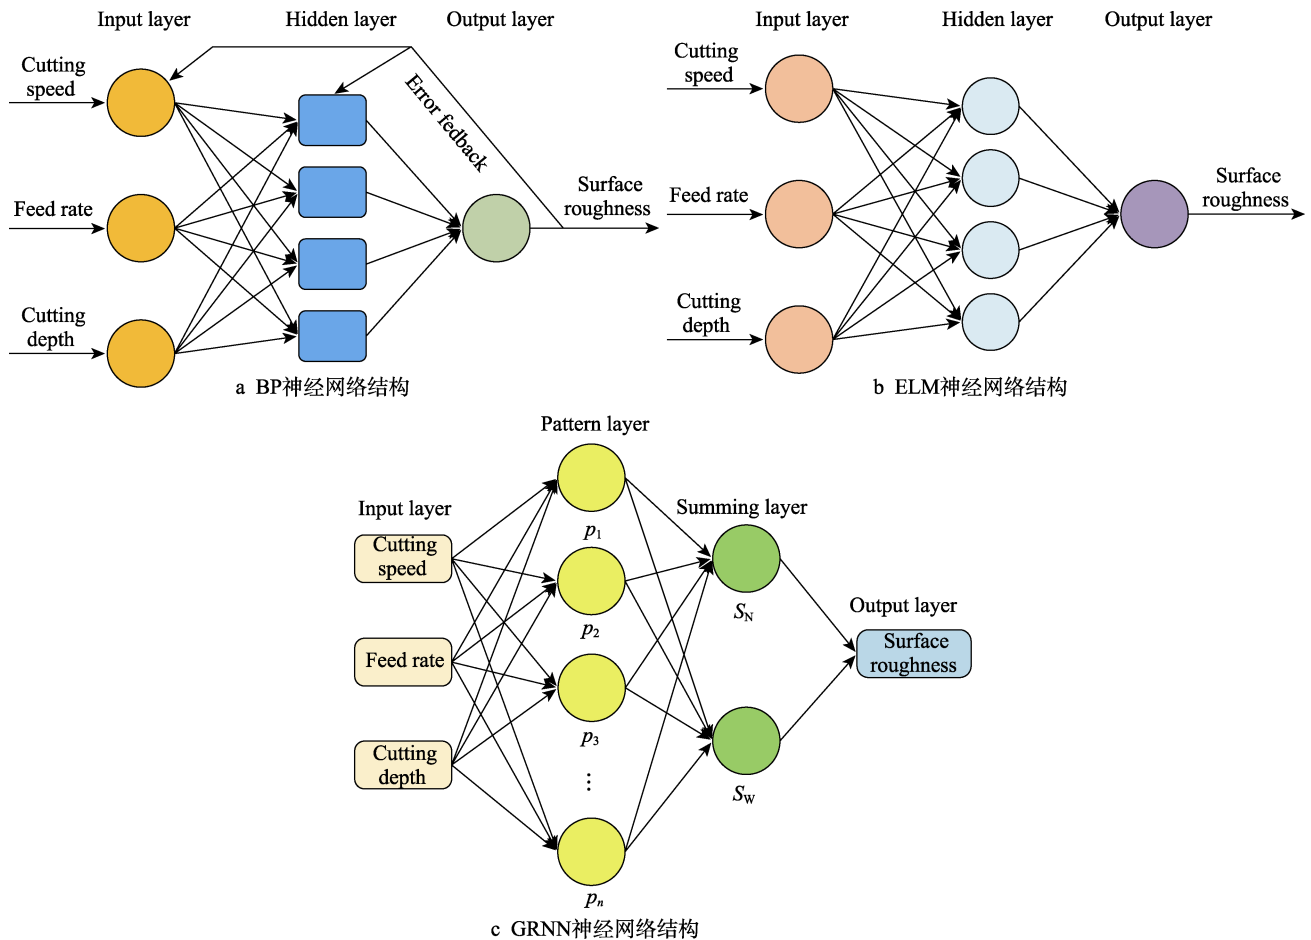 Input layer
Hidden layer
Output layer
Cutting
speed
Feed rate
Cutting
depth
Error fedback
Surface
roughness
a BP神经网络结构
Input layer
Hidden layer
Output layer
Cutting
speed
Feed rate
Cutting
depth
Surface
roughness
b ELM神经网络结构
Pattern layer
Input layer
Summing layer
Output layer
Cutting
speed
Feed rate
Cutting
depth
p1
p2
p3
⋮
pn
SN
SW
Surface
roughness
c GRNN神经网络结构